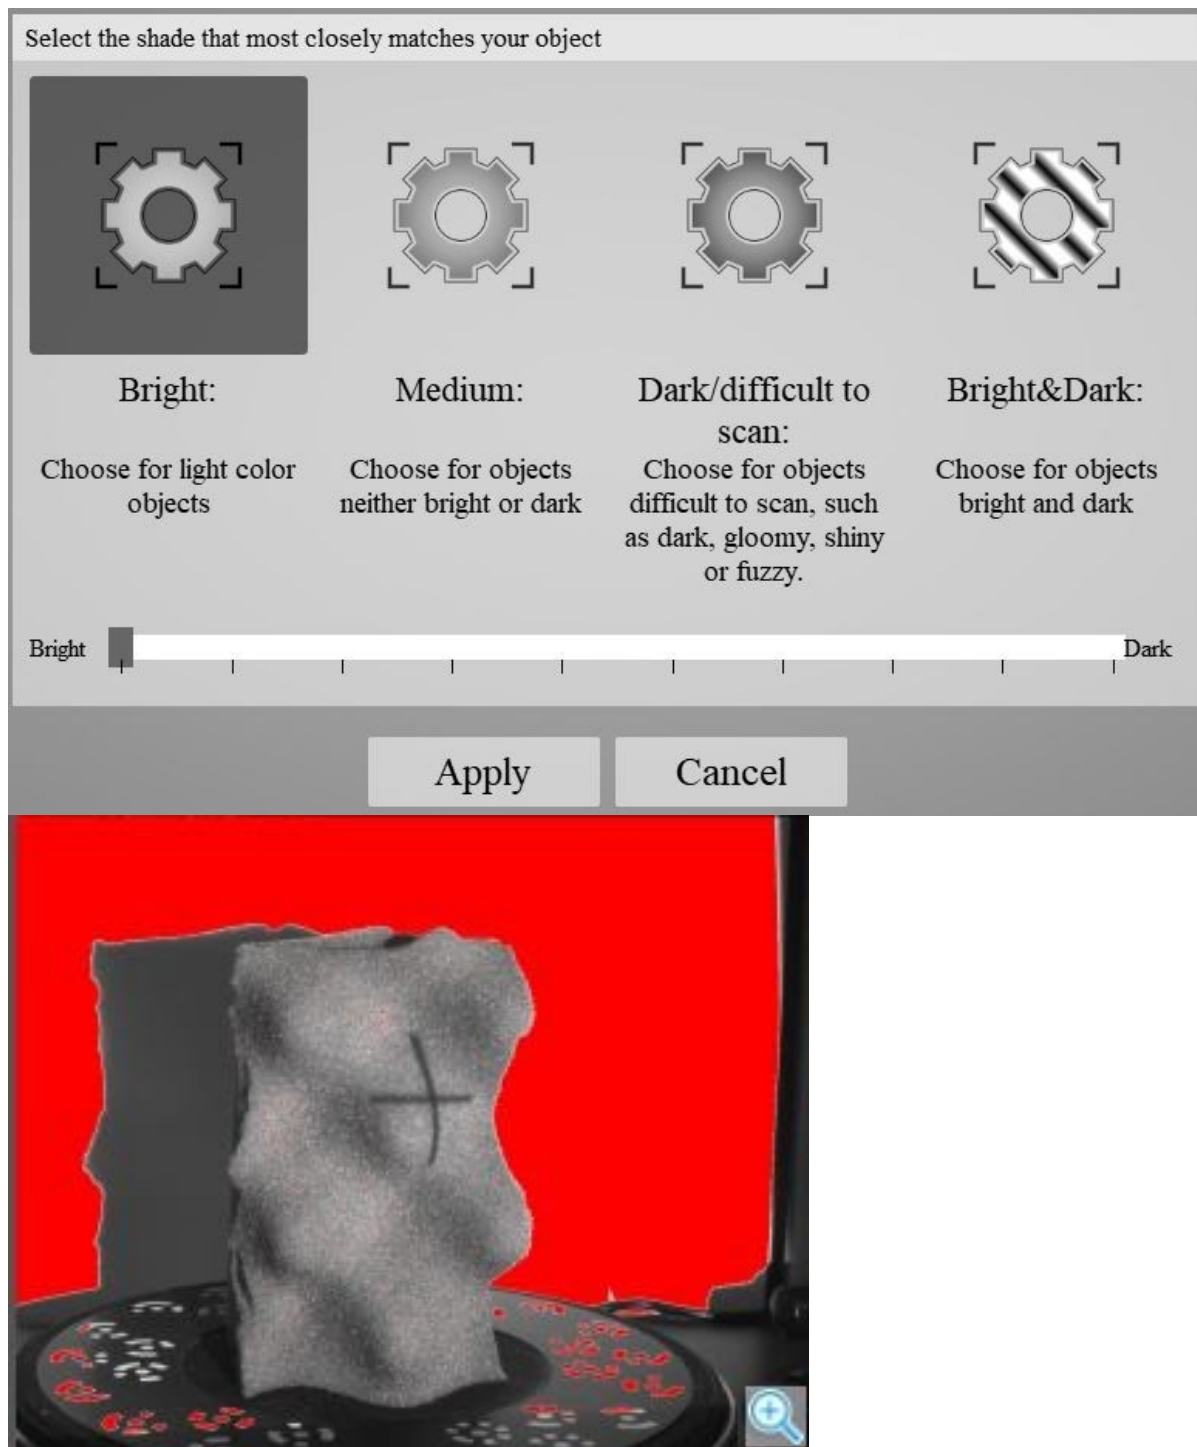 Select the shade that most closely matches your object
Bright:
Choose for light color
objects
Medium:
Choose for objects
neither bright or dark
Dark/difficult to
scan:
Choose for objects
difficult to scan, such
as dark, gloomy, shiny
or fuzzy.
Bright&Dark:
Choose for objects
bright and dark
Bright
Dark
Apply
Cancel